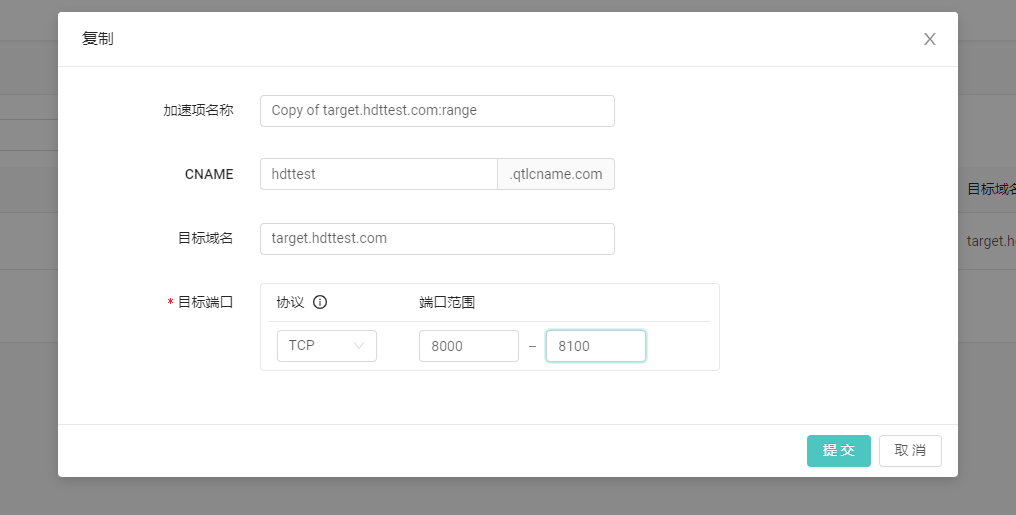 复制
加速项名称 Copy of target.hdttest.com:range
CNAME hdttest .qtlcname.com
目标域名
目标域名 target.hdttest.com
target.h
* 目标端口 协议 端口范围
TCP 8000 – 8100
提 交 取 消